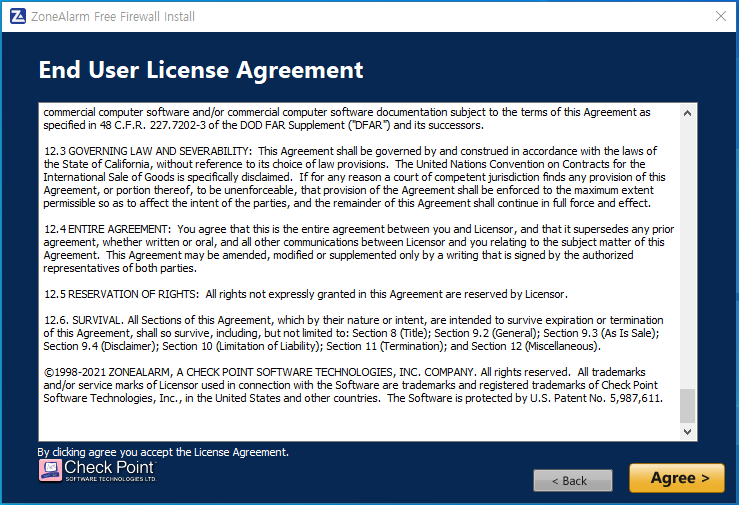 ZoneAlarm Free Firewall Install
End User License Agreement
commercial computer software and/or commercial computer software documentation subject to the terms of this Agreement as
specified in 48 C.F.R. 227.7202-3 of the DOD FAR Supplement ("DFAR") and its successors.
12.3 GOVERNING LAW AND SEVERABILITY:  This Agreement shall be governed by and construed in accordance with the laws of
the State of California, without reference to its choice of law provisions.  The United Nations Convention on Contracts for the
International Sale of Goods is specifically disclaimed.  If for any reason a court of competent jurisdiction finds any provision of this
Agreement, or portion thereof, to be unenforceable, that provision of the Agreement shall be enforced to the maximum extent
permissible so as to affect the intent of the parties, and the remainder of this Agreement shall continue in full force and effect.
12.4 ENTIRE AGREEMENT:  You agree that this is the entire agreement between you and Licensor, and that it supersedes any prior
agreement, whether written or oral, and all other communications between Licensor and you relating to the subject matter of this
Agreement.  This Agreement may be amended, modified or supplemented only by a writing that is signed by the authorized
representatives of both parties.
12.5 RESERVATION OF RIGHTS:  All rights not expressly granted in this Agreement are reserved by Licensor.
12.6. SURVIVAL. All Sections of this Agreement, which by their nature or intent, are intended to survive expiration or termination
of this Agreement, shall so survive, including, but not limited to: Section 8 (Title); Section 9.2 (General); Section 9.3 (As Is Sale);
Section 9.4 (Disclaimer); Section 10 (Limitation of Liability); Section 11 (Termination); and Section 12 (Miscellaneous).
©1998-2021 ZONEALARM, A CHECK POINT SOFTWARE TECHNOLOGIES, INC. COMPANY. All rights reserved.  All trademarks
and/or service marks of Licensor used in connection with the Software are trademarks and registered trademarks of Check Point
Software Technologies, Inc., in the United States and other countries.  The Software is protected by U.S. Patent No. 5,987,611.
By clicking agree you accept the License Agreement.
Check Point
SOFTWARE TECHNOLOGIES LTD.
< Back
Agree >